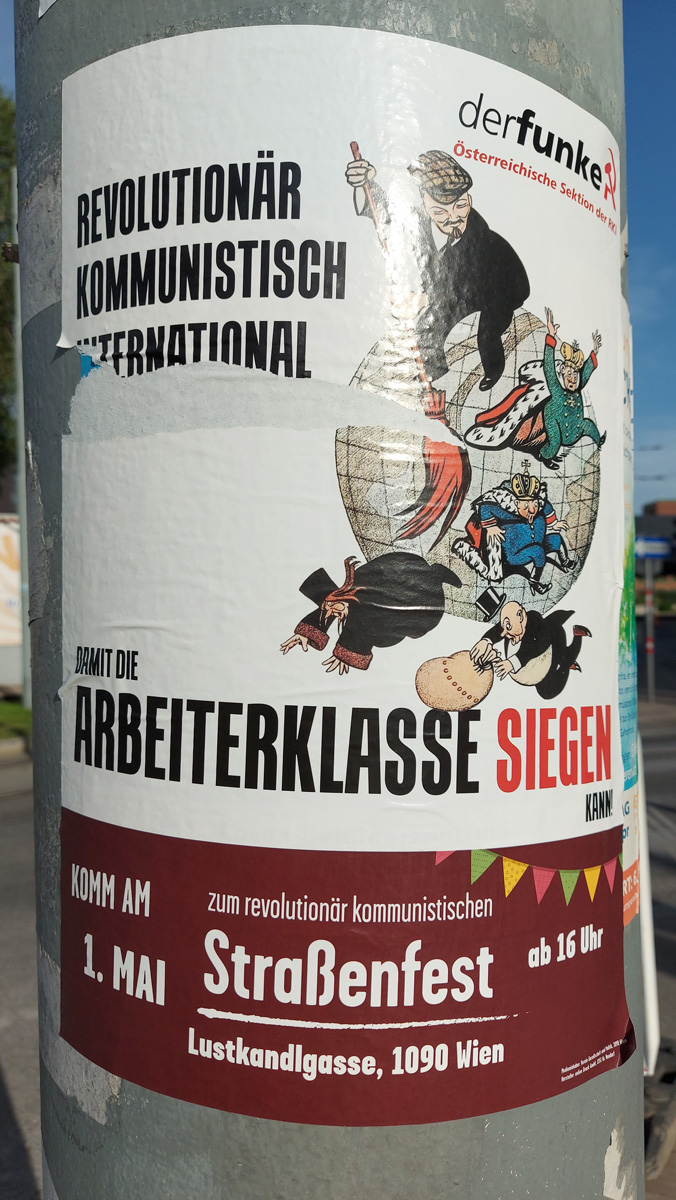 derfunke
Österreichische Sektion der RKI
REVOLUTIONÄR
KOMMUNISTISCH
INTERNATIONAL
DAMIT DIE
ARBEITERKLASSE SIEGEN
KANN!
KOMM AM
1. MAI
zum revolutionär kommunistischen
Straßenfest
ab 16 Uhr
Lustkandlgasse, 1090 Wien